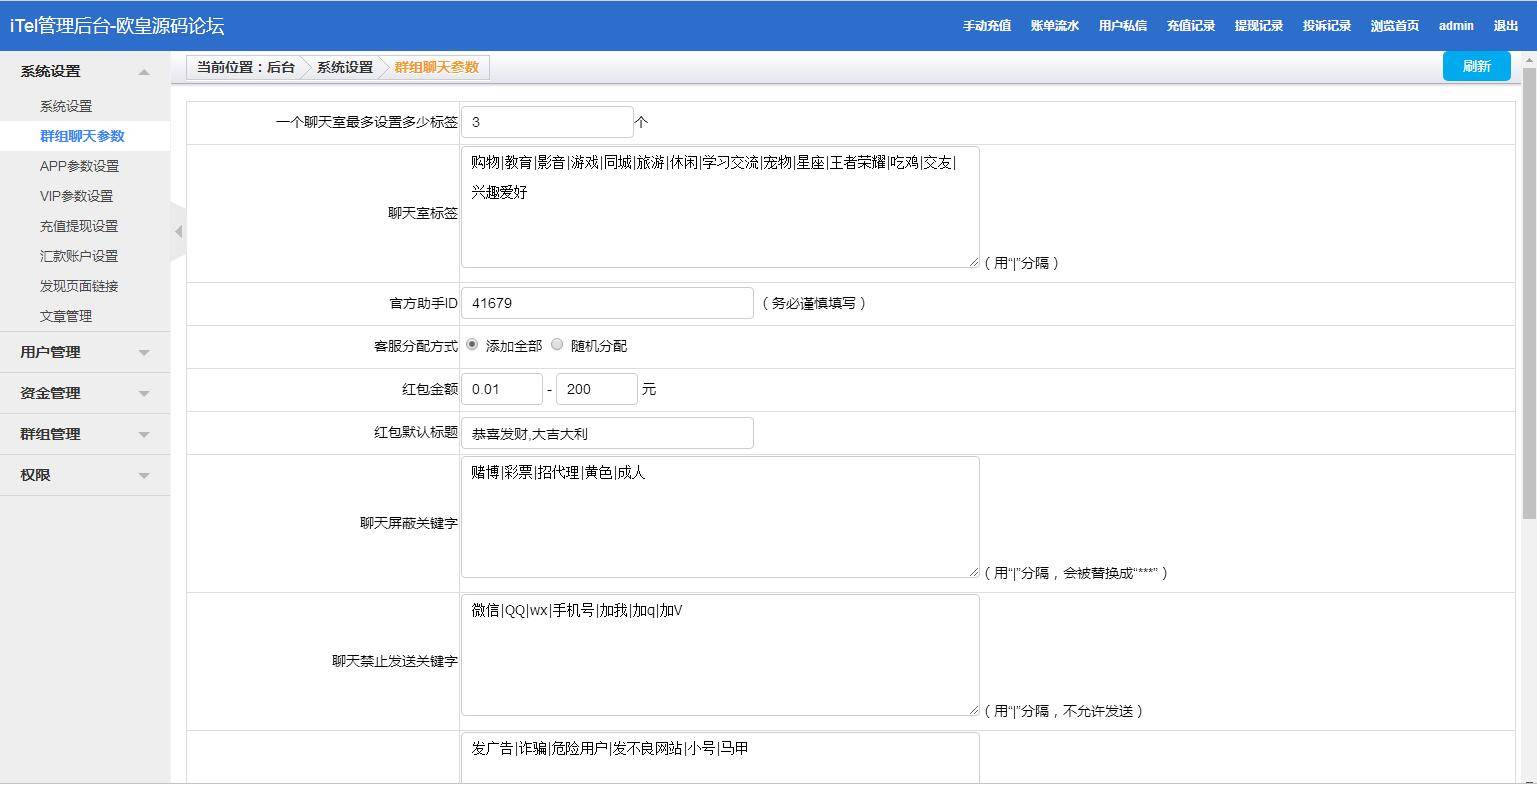 iTel管理后台-欧皇源码论坛
手动充值 账单流水 用户私信 充值记录 提现记录 投诉记录 浏览首页 admin 退出
系统设置
系统设置
群组聊天参数
APP参数设置
VIP参数设置
充值提现设置
汇款账户设置
发现页面链接
文章管理
用户管理
资金管理
群组管理
权限
当前位置：后台 系统设置 群组聊天参数
刷新
一个聊天室最多设置多少标签 3 个
聊天室标签
购物|教育|影音|游戏|同城|旅游|休闲|学习交流|宠物|星座|王者荣耀|吃鸡|交友|
兴趣爱好
（用“|”分隔）
官方助手ID 41679 （务必谨慎填写）
客服分配方式 添加全部 随机分配
红包金额 0.01 - 200 元
红包默认标题 恭喜发财,大吉大利
聊天屏蔽关键字
赌博|彩票|招代理|黄色|成人
（用“|”分隔，会被替换成“***”）
聊天禁止发送关键字
微信|QQ|wx|手机号|加我|加q|加V
（用“|”分隔，不允许发送）
发广告|诈骗|危险用户|发不良网站|小号|马甲